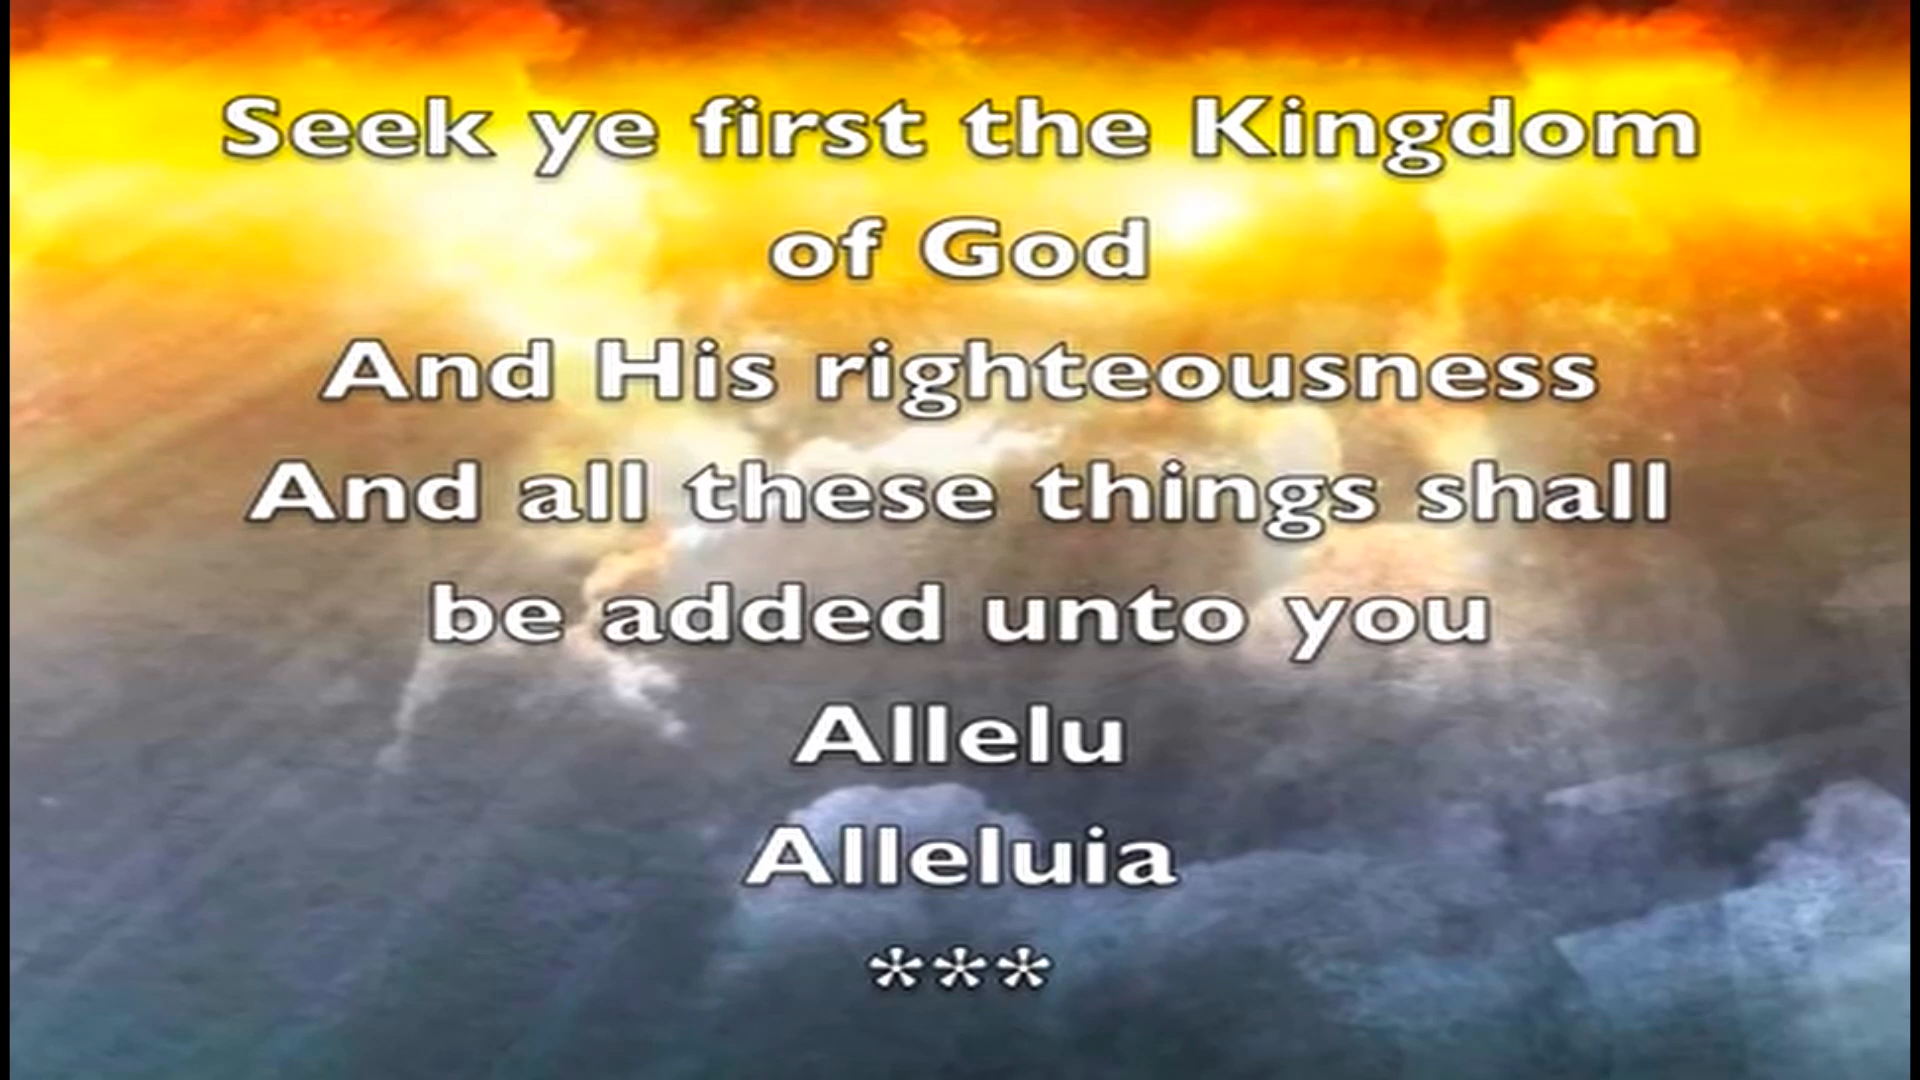 Seek ye first the Kingdom
of God
And His righteousness
And all these things shall
be added unto you
Allelu
Alleluia
***